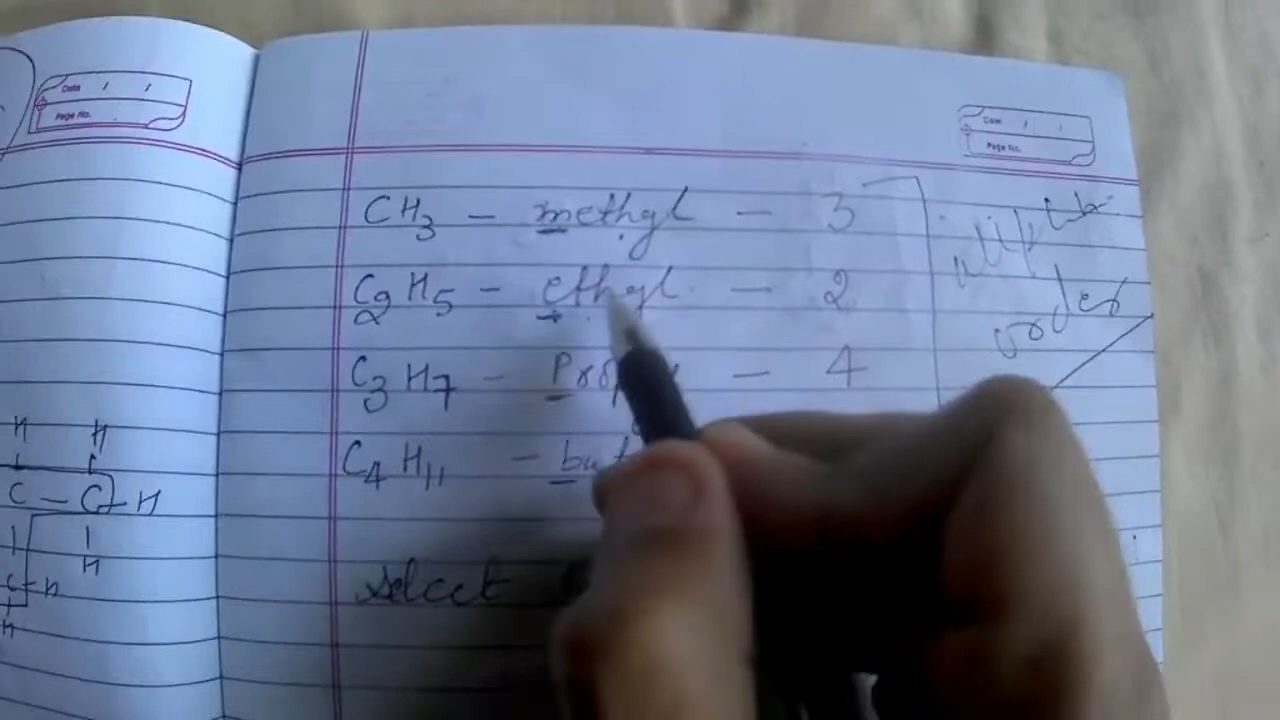 Date / /
Page No.
Date / /
Page No.
CH3 - methyl - 3
C2H5 - ethyl - 2
C3H7 - Prop - 4
C4H11 - but
order
select
H H
C C
C - C - H
H
C - H
H